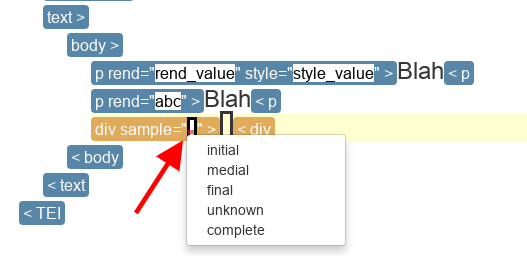 text >
body >
p rend="rend_value" style="style_value" >Blah< p
p rend="abc" >Blah< p
div sample=" " > < div
initial
medial
final
unknown
complete
< body
< text
< TEI